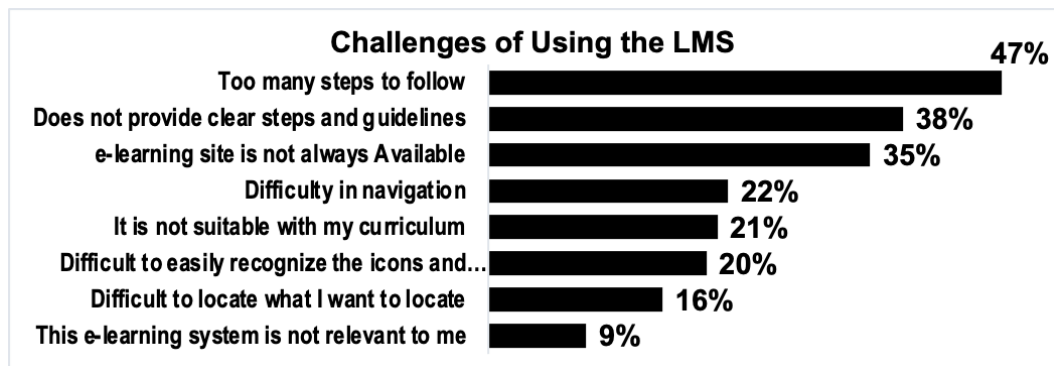 Challenges of Using the LMS
Too many steps to follow 47%
Does not provide clear steps and guidelines 38%
e-learning site is not always Available 35%
Difficulty in navigation 22%
It is not suitable with my curriculum 21%
Difficult to easily recognize the icons and... 20%
Difficult to locate what I want to locate 16%
This e-learning system is not relevant to me 9%